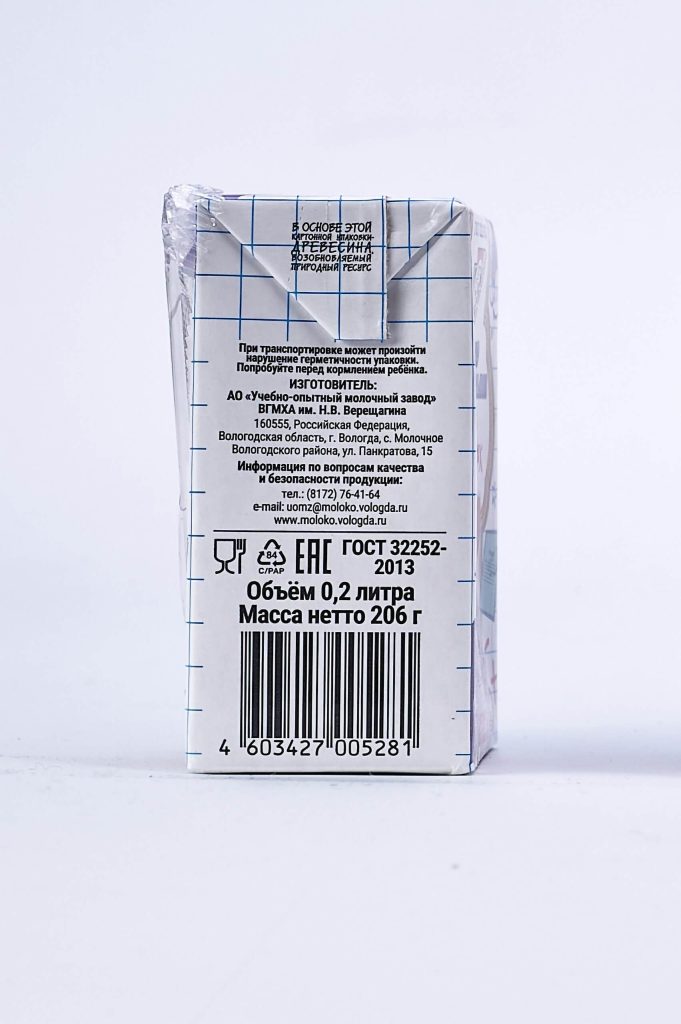 В ОСНОВЕ ЭТОЙ
КАРТОННОЙ УПАКОВКИ-
ДРЕВЕСИНА,
ВОЗОБНОВЛЯЕМЫЙ
ПРИРОДНЫЙ РЕСУРС
При транспортировке может произойти
нарушение герметичности упаковки.
Попробуйте перед кормлением ребёнка.
ИЗГОТОВИТЕЛЬ:
АО «Учебно-опытный молочный завод»
ВГМХА им. Н.В. Верещагина
160555, Российская Федерация,
Вологодская область, г. Вологда, с. Молочное
Вологодского района, ул. Панкратова, 15
Информация по вопросам качества
и безопасности продукции:
тел.: (8172) 76-41-64
e-mail: uomz@moloko.vologda.ru
www.moloko.vologda.ru
84
C/PAP
ЕАС
ГОСТ 32252-
2013
Объём 0,2 литра
Масса нетто 206 г
4 603427 005281